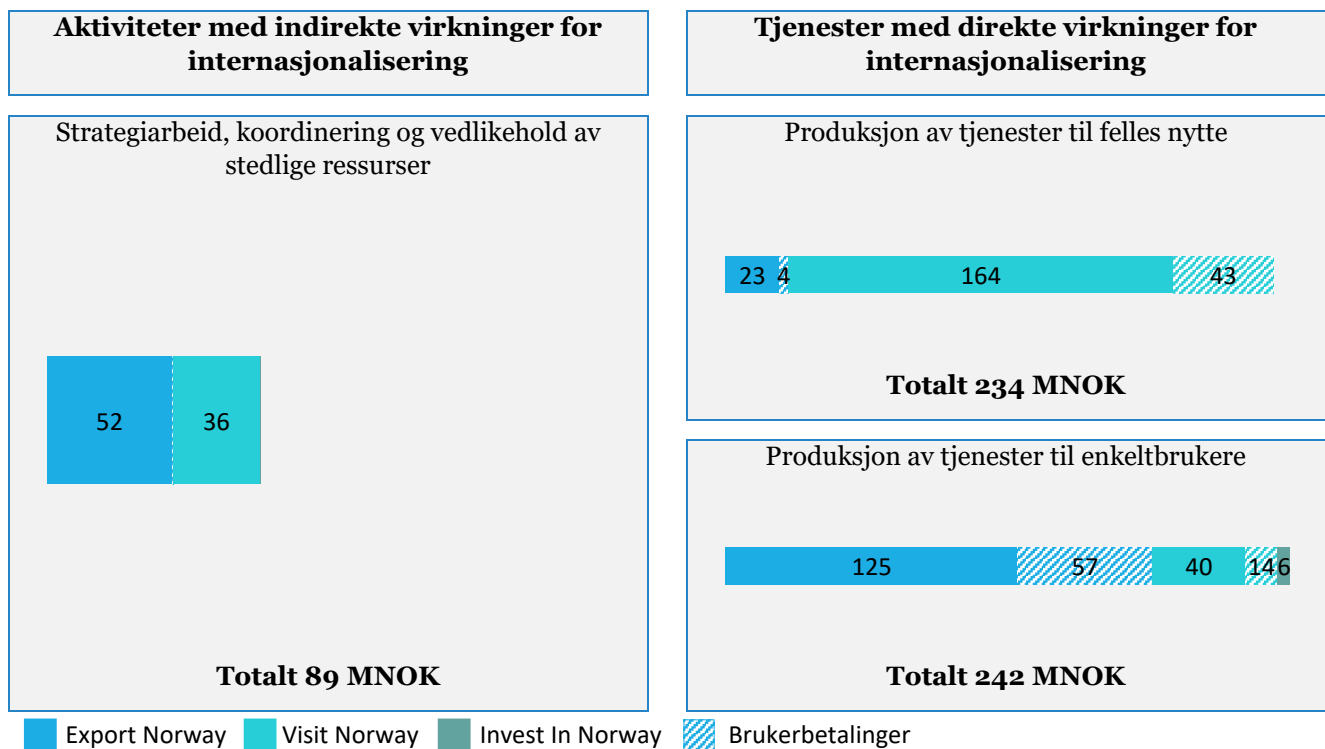 Aktiviteter med indirekte virkninger for
internasjonalisering
Strategiarbeid, koordinering og vedlikehold av
stedlige ressurser
52 36
Totalt 89 MNOK
Tjenester med direkte virkninger for
internasjonalisering
Produksjon av tjenester til felles nytte
23 4 164 43
Totalt 234 MNOK
Produksjon av tjenester til enkeltbrukere
125 57 40 14 6
Totalt 242 MNOK
Export Norway Visit Norway Invest In Norway Brukerbetalinger